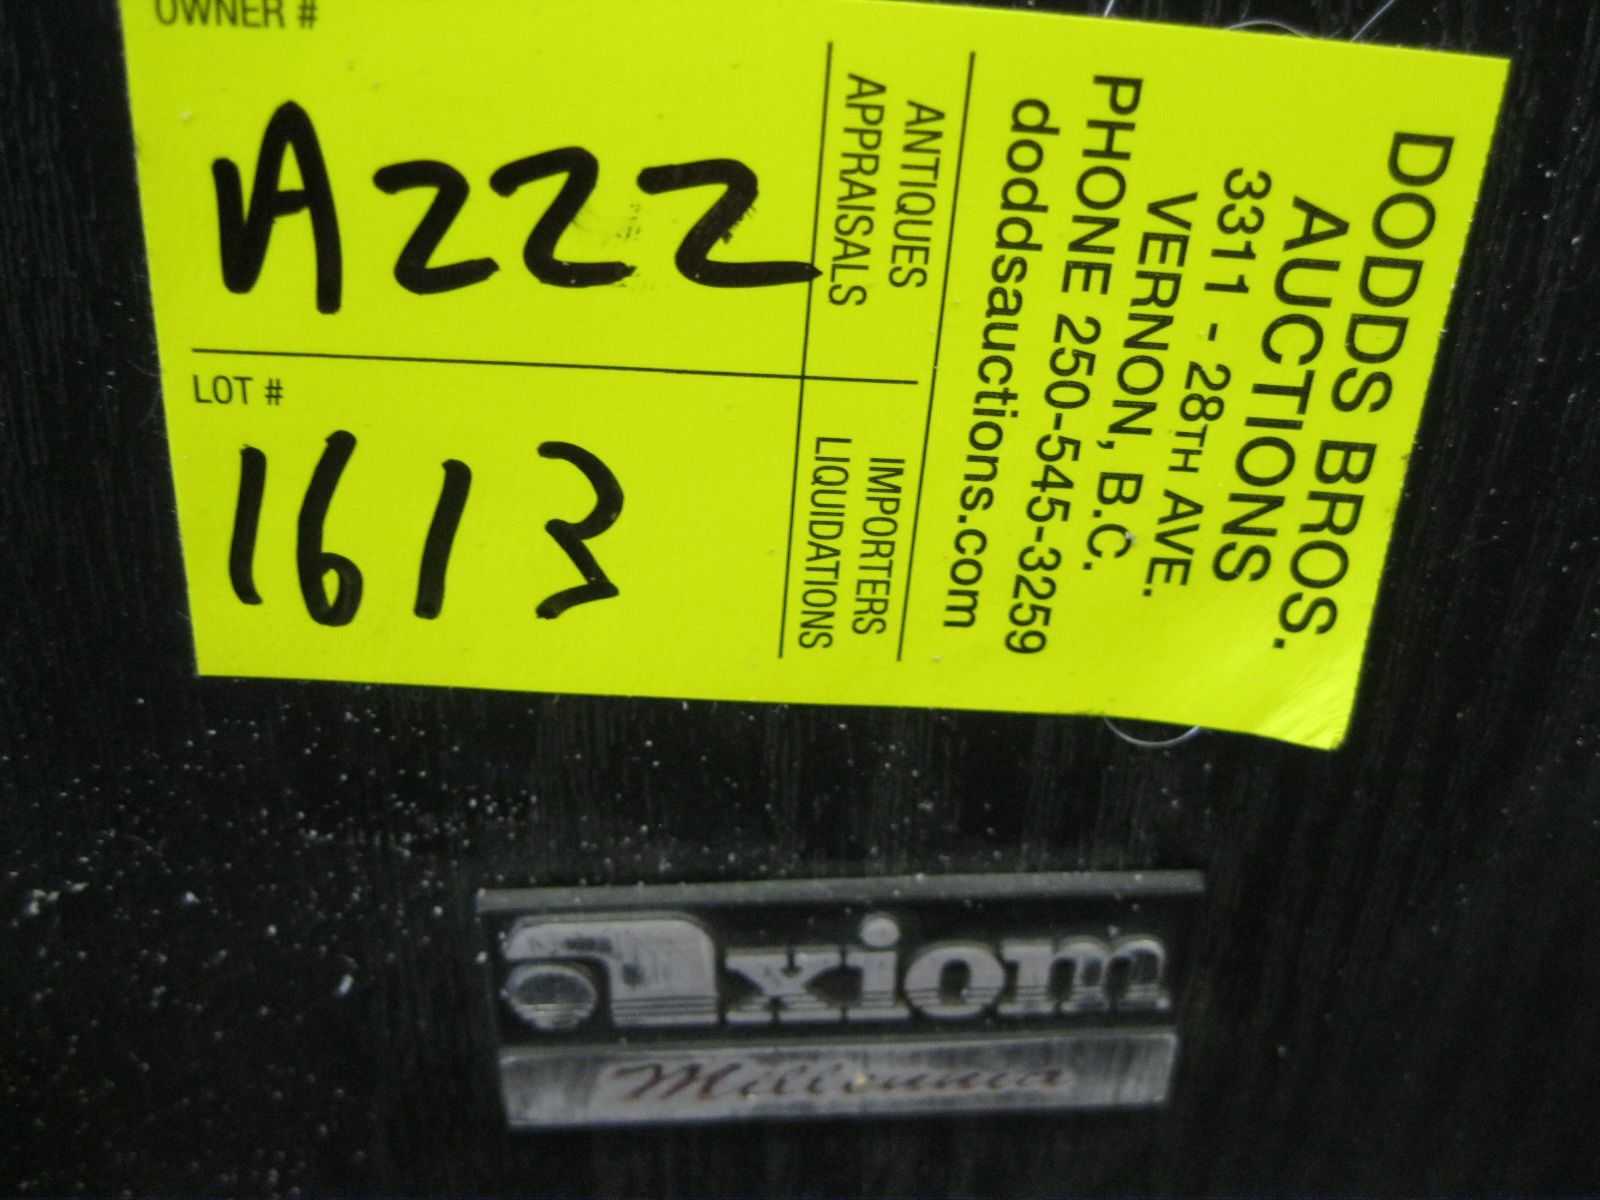 OWNER #
A222
LOT #
1613
ANTIQUES
APPRAISALS
IMPORTERS
LIQUIDATIONS
DODDS BROS.
AUCTIONS
3311 - 28TH AVE.
VERNON, B.C.
PHONE 250-545-3259
doddsauctions.com
axiom
Millennia